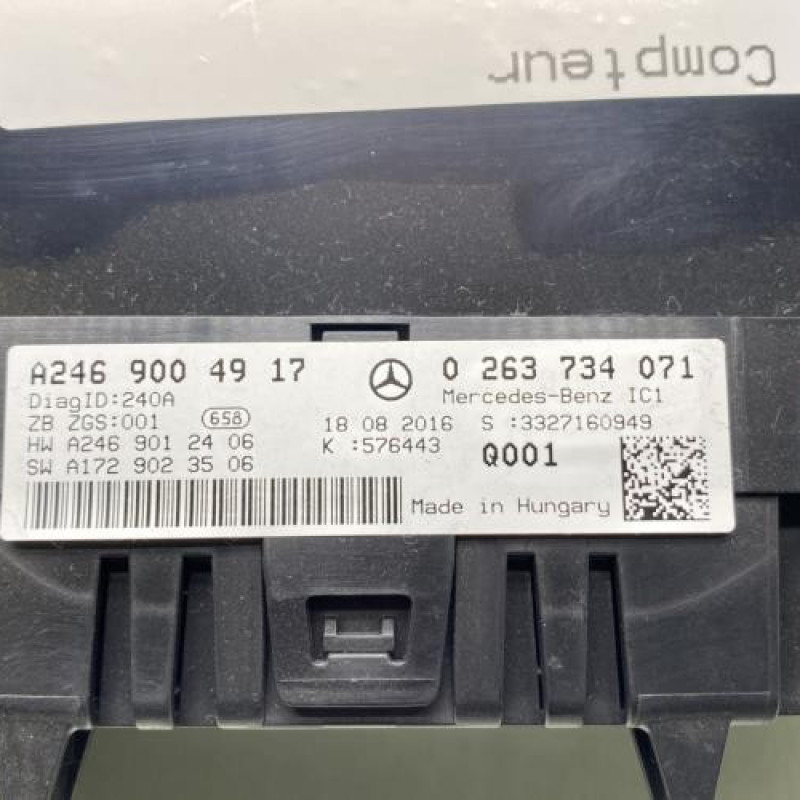 Compteur
A246 900 49 17
0 263 734 071
DiagID:240A
Mercedes-Benz IC1
ZB ZGS:001
658
18 08 2016
S :3327160949
HW A246 901 24 06
K :576443
Q001
SW A172 902 35 06
Made in Hungary